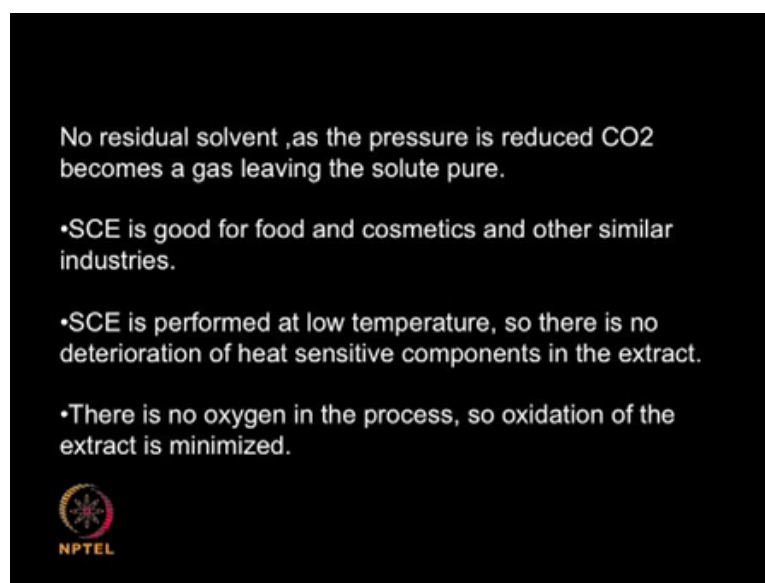 No residual solvent ,as the pressure is reduced CO2
becomes a gas leaving the solute pure.
•SCE is good for food and cosmetics and other similar
industries.
•SCE is performed at low temperature, so there is no
deterioration of heat sensitive components in the extract.
•There is no oxygen in the process, so oxidation of the
extract is minimized.
NPTEL